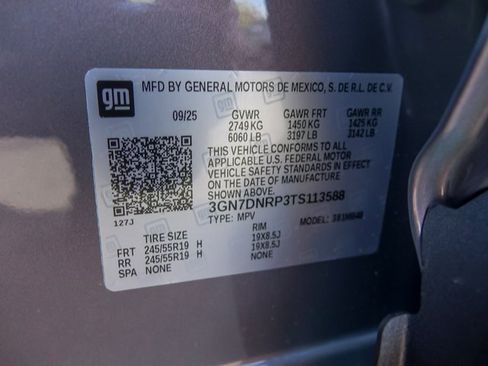 gm
MFD BY GENERAL MOTORS DE MEXICO, S. DE R.L. DE C.V.
09/25 GVWR GAWR FRT GAWR RR
2749 KG 1450 KG 1425 KG
6060 LB 3197 LB 3142 LB
THIS VEHICLE CONFORMS TO ALL
APPLICABLE U.S. FEDERAL MOTOR
VEHICLE SAFETY STANDARDS IN
EFFECT ON THE DATE OF
MANUFACTURE SHOWN ABOVE.
3GN7DNRP3TS113588
127J TYPE: MPV MODEL:
TIRE SIZE RIM
FRT 245/55R19 H 19X8.5J
RR 245/55R19 H 19X8.5J
SPA NONE NONE